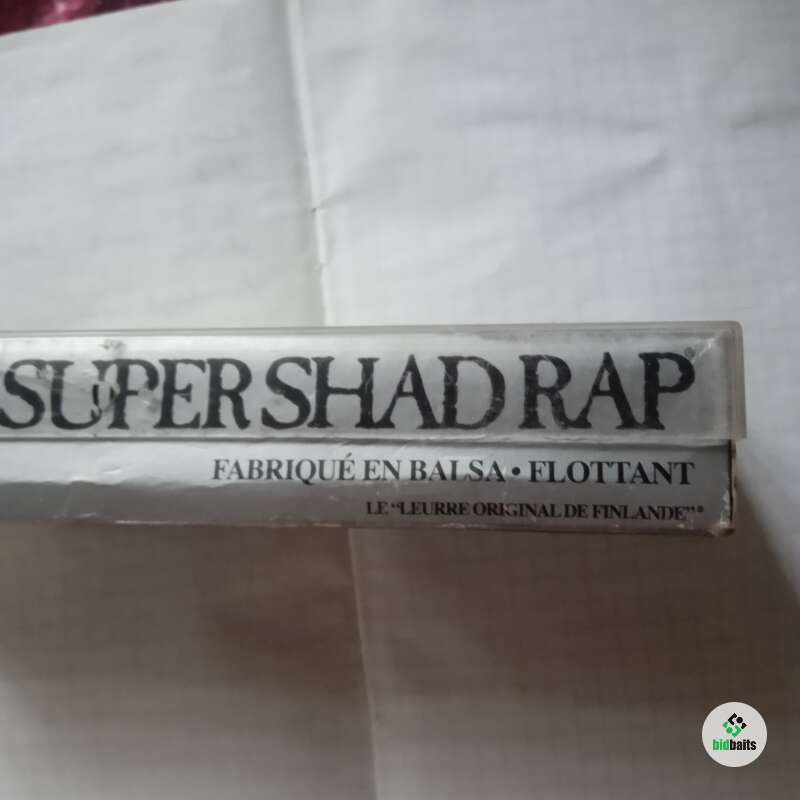 SUPER SHAD RAP®
FABRIQUÉ EN BALSA • FLOTTANT
LE "LEURRE ORIGINAL DE FINLANDE"®
bidbaits